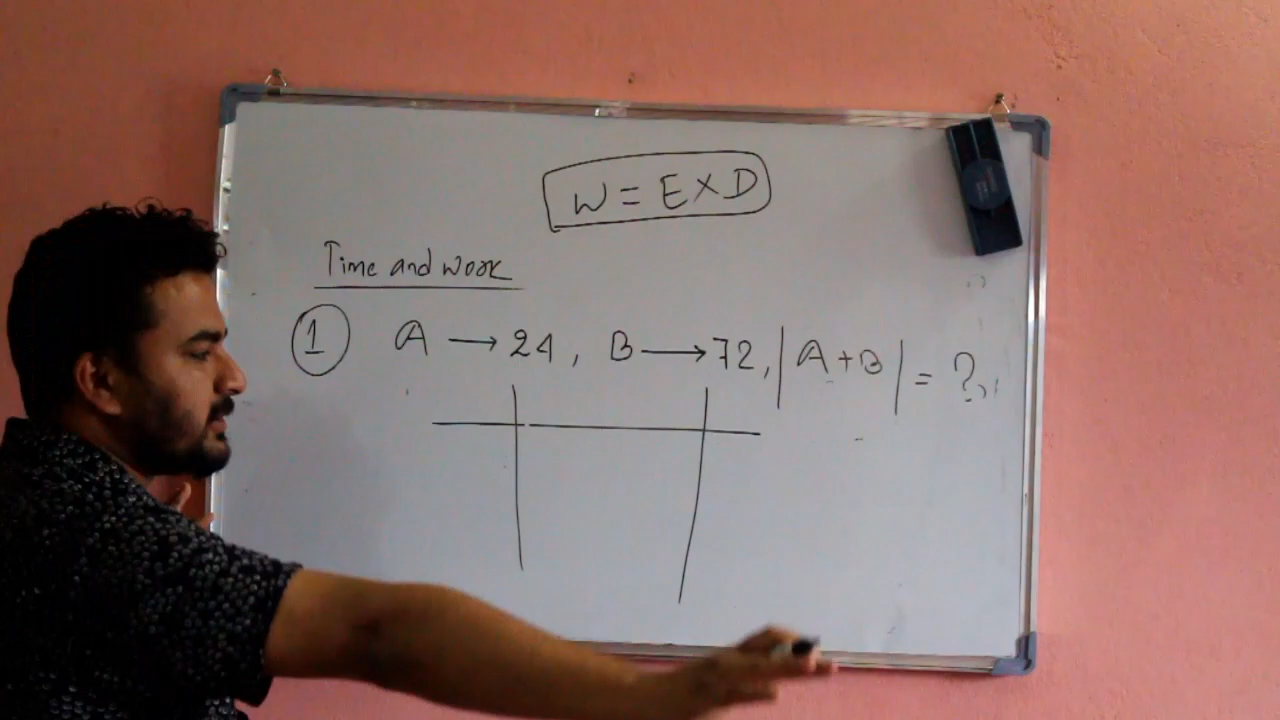 W = E × D
Time and Work
1 A → 24, B → 72, | A + B | = ?